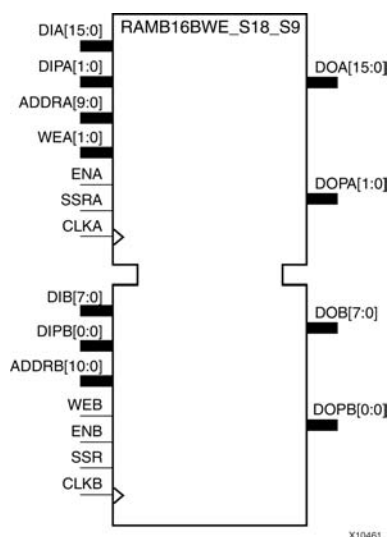 RAMB16BWE_S18_S9
DIA[15:0]
DIPA[1:0]
ADDRA[9:0]
WEA[1:0]
ENA
SSRA
CLKA
DOA[15:0]
DOPA[1:0]
DIB[7:0]
DIPB[0:0]
ADDRB[10:0]
WEB
ENB
SSR
CLKB
DOB[7:0]
DOPB[0:0]
X10461